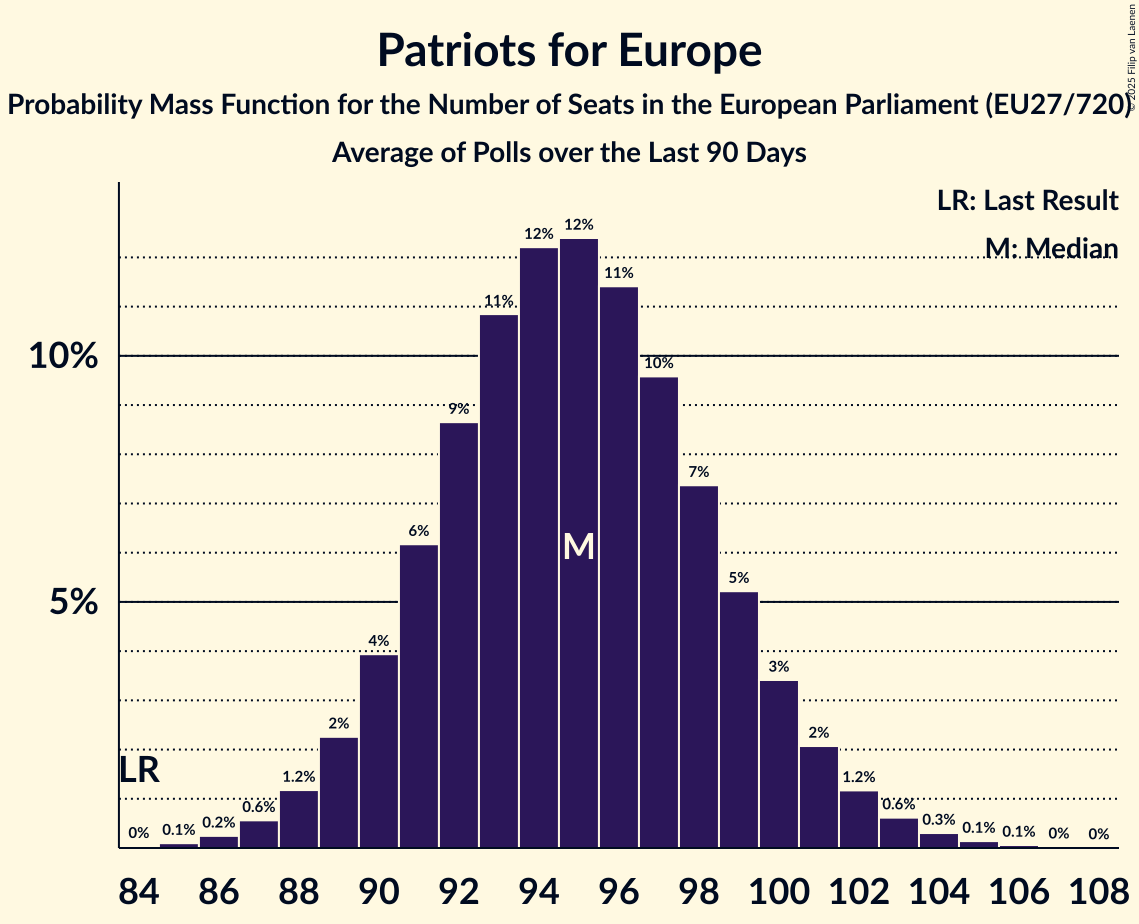 © 2025 Filip van Laenen
Patriots for Europe
Probability Mass Function for the Number of Seats in the European Parliament (EU27/720)
Average of Polls over the Last 90 Days
LR: Last Result
M: Median
10%
5%
0% 0.1% 0.2% 0.6% 1.2% 2% 4% 6% 9% 11% 12% 12% 11% 10% 7% 5% 3% 2% 1.2% 0.6% 0.3% 0.1% 0.1% 0% 0%
M
LR
84 86 88 90 92 94 96 98 100 102 104 106 108